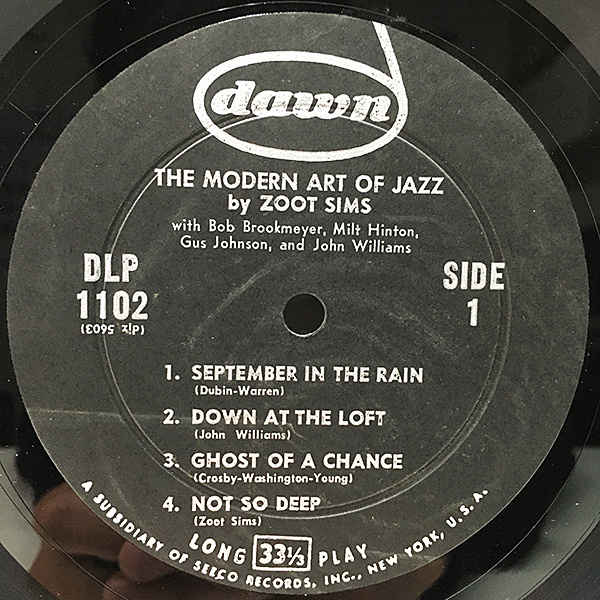 dawn
THE MODERN ART OF JAZZ
by ZOOT SIMS
with Bob Brookmeyer, Milt Hinton,
Gus Johnson, and John Williams
DLP
1102
(diz 5603)
SIDE
1
1. SEPTEMBER IN THE RAIN
(Dubin-Warren)
2. DOWN AT THE LOFT
(John Williams)
3. GHOST OF A CHANCE
(Crosby-Washington-Young)
4. NOT SO DEEP
(Zoot Sims)
LONG 33⅓ PLAY
A SUBSIDIARY OF SEECO RECORDS, INC., NEW YORK, U.S.A.